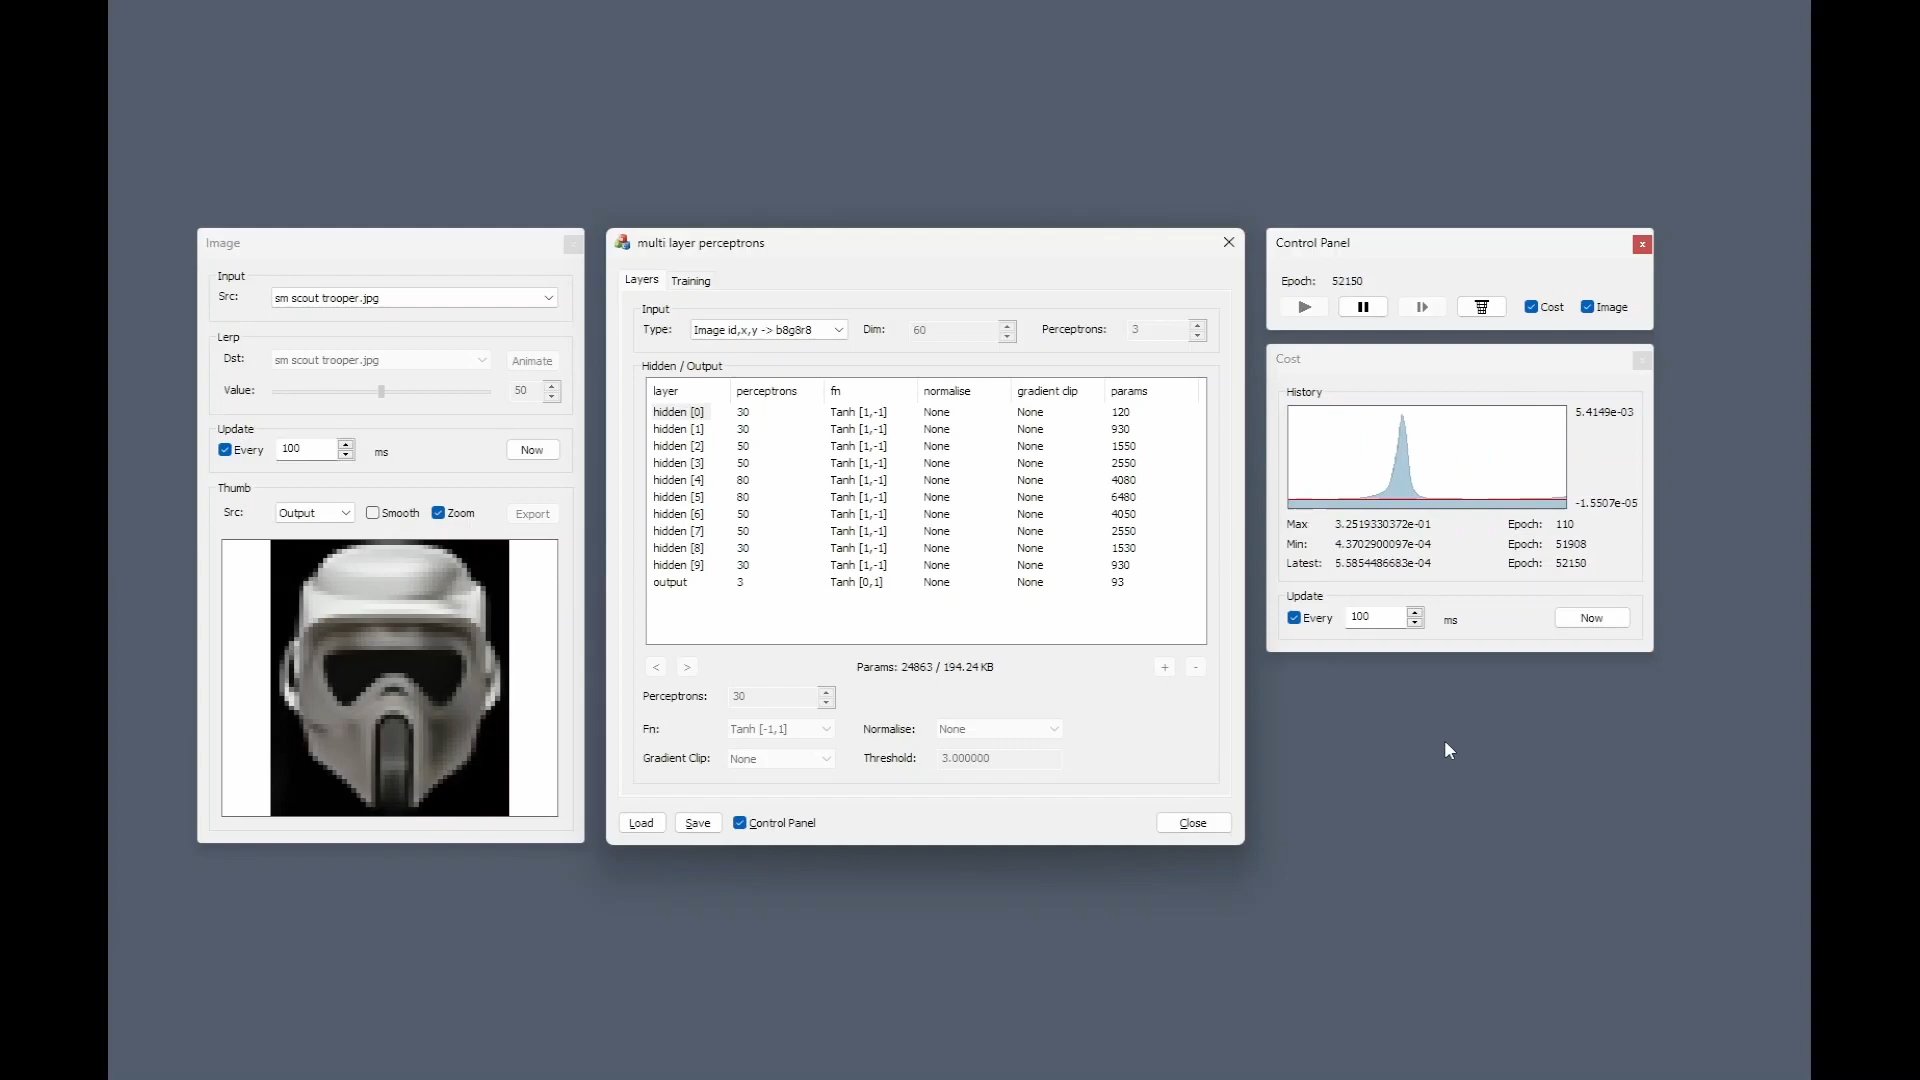 Image
Input
Src: sm scout trooper.jpg
Lerp
Dst: sm scout trooper.jpg Animate
Value: 50
Update
Every 100 ms Now
Thumb
Src: Output Smooth Zoom Export
multi layer perceptrons
Layers Training
Input
Type: Image id,x,y -> b8g8r8 Dim: 60 Perceptrons: 3
Hidden / Output
layer perceptrons fn normalise gradient clip params
hidden [0] 30 Tanh [1,-1] None None 120
hidden [1] 30 Tanh [1,-1] None None 930
hidden [2] 50 Tanh [1,-1] None None 1550
hidden [3] 50 Tanh [1,-1] None None 2550
hidden [4] 80 Tanh [1,-1] None None 4080
hidden [5] 80 Tanh [1,-1] None None 6480
hidden [6] 50 Tanh [1,-1] None None 4050
hidden [7] 50 Tanh [1,-1] None None 2550
hidden [8] 30 Tanh [1,-1] None None 1530
hidden [9] 30 Tanh [1,-1] None None 930
output 3 Tanh [0,1] None None 93
< > Params: 24863 / 194.24 KB + -
Perceptrons: 30
Fn: Tanh [-1,1] Normalise: None
Gradient Clip: None Threshold: 3.000000
Load Save Control Panel Close
Control Panel
Epoch: 52150
Cost Image
Cost
History
5.4149e-03
-1.5507e-05
Max 3.2519330372e-01 Epoch: 110
Min: 4.3702900097e-04 Epoch: 51908
Latest: 5.5854486683e-04 Epoch: 52150
Update
Every 100 ms Now